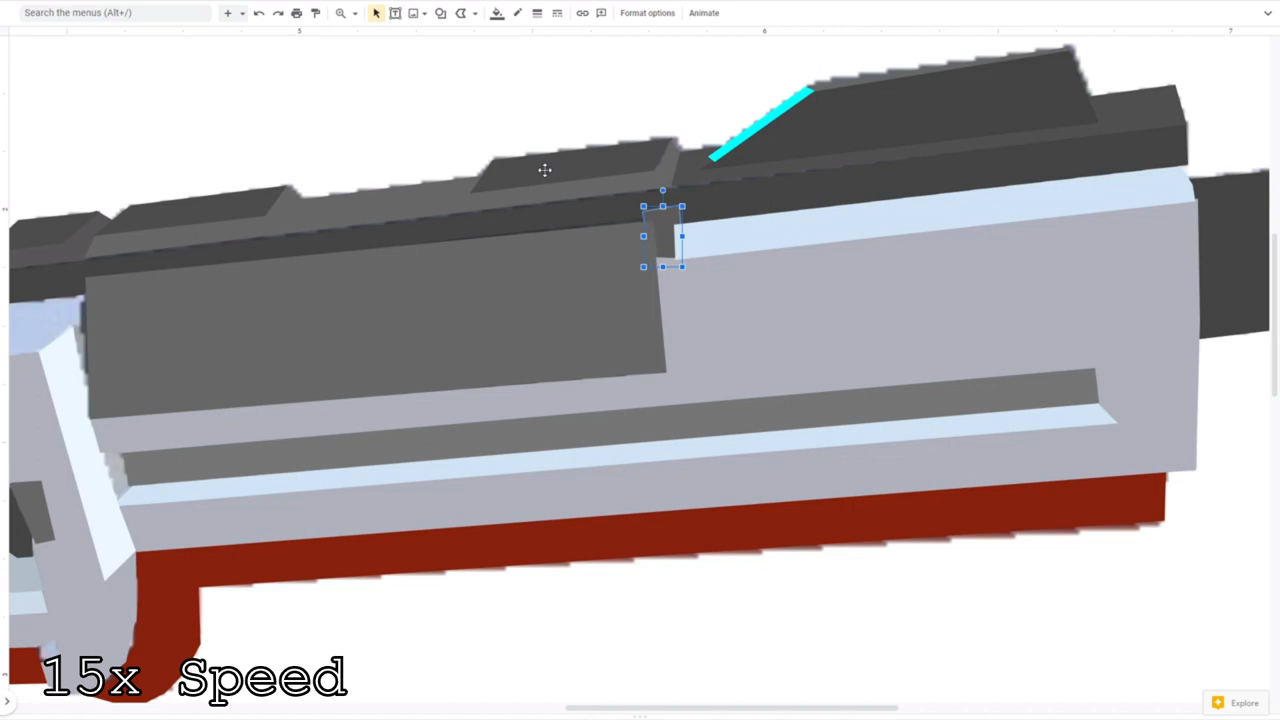 Search the menus (Alt+/)
Format options
Animate
5
6
7
15x Speed
Explore